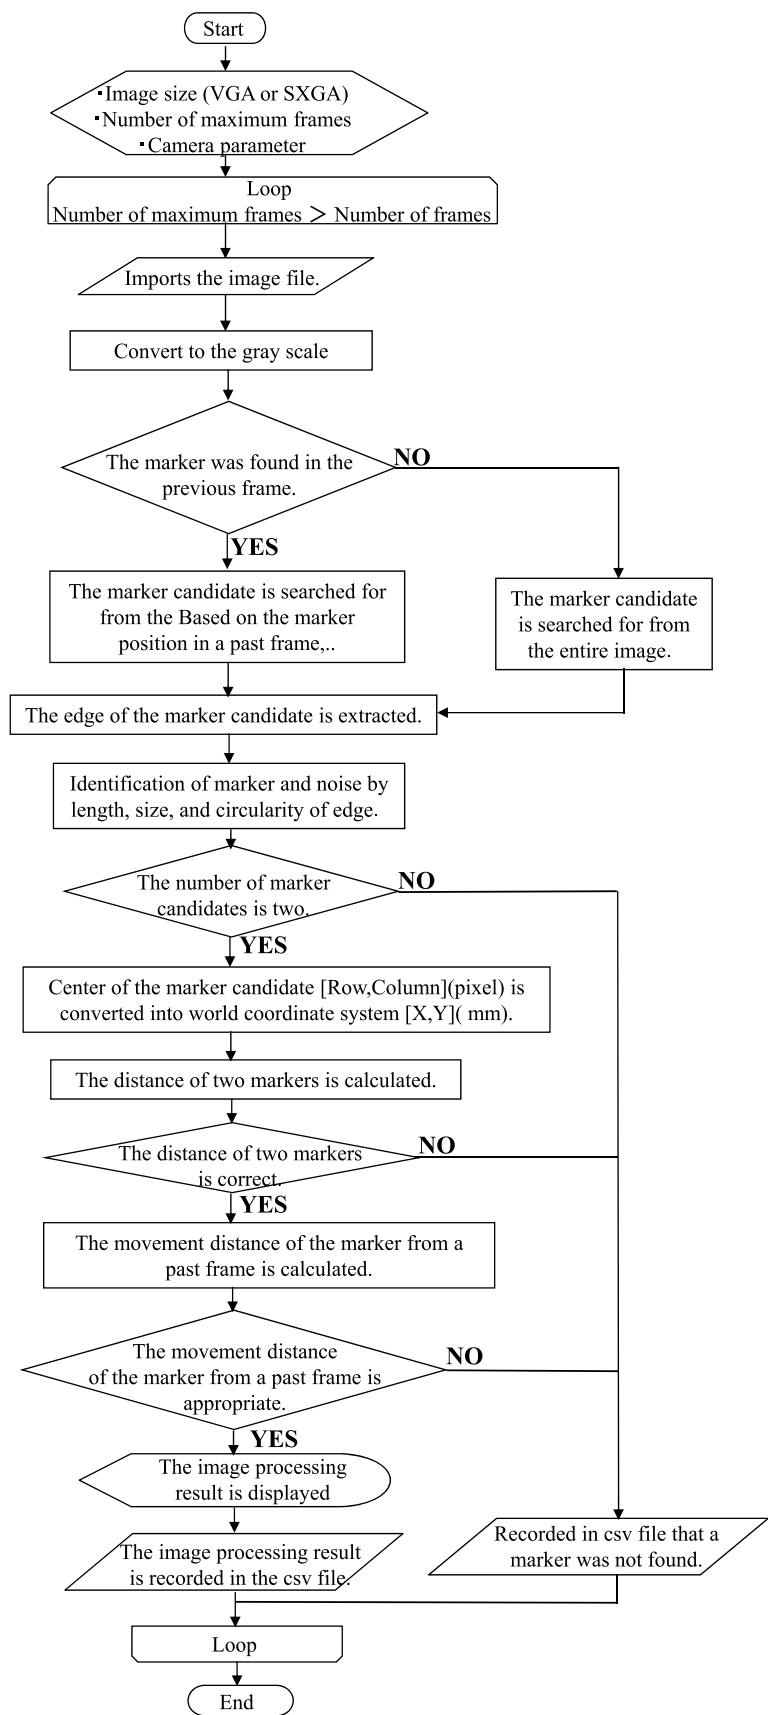 Start
･Image size (VGA or SXGA)
･Number of maximum frames
･Camera parameter
Loop
Number of maximum frames ＞ Number of frames
Imports the image file.
Convert to the gray scale
The marker was found in the
previous frame.
NO
YES
The marker candidate is searched for
from the Based on the marker
position in a past frame,..
The marker candidate
is searched for from
the entire image.
The edge of the marker candidate is extracted.
Identification of marker and noise by
length, size, and circularity of edge.
The number of marker
candidates is two.
NO
YES
Center of the marker candidate [Row,Column](pixel) is
converted into world coordinate system [X,Y]( mm).
The distance of two markers is calculated.
The distance of two markers
is correct.
NO
YES
The movement distance of the marker from a
past frame is calculated.
The movement distance
of the marker from a past frame is
appropriate.
NO
YES
The image processing
result is displayed
The image processing result
is recorded in the csv file.
Recorded in csv file that a
marker was not found.
Loop
End